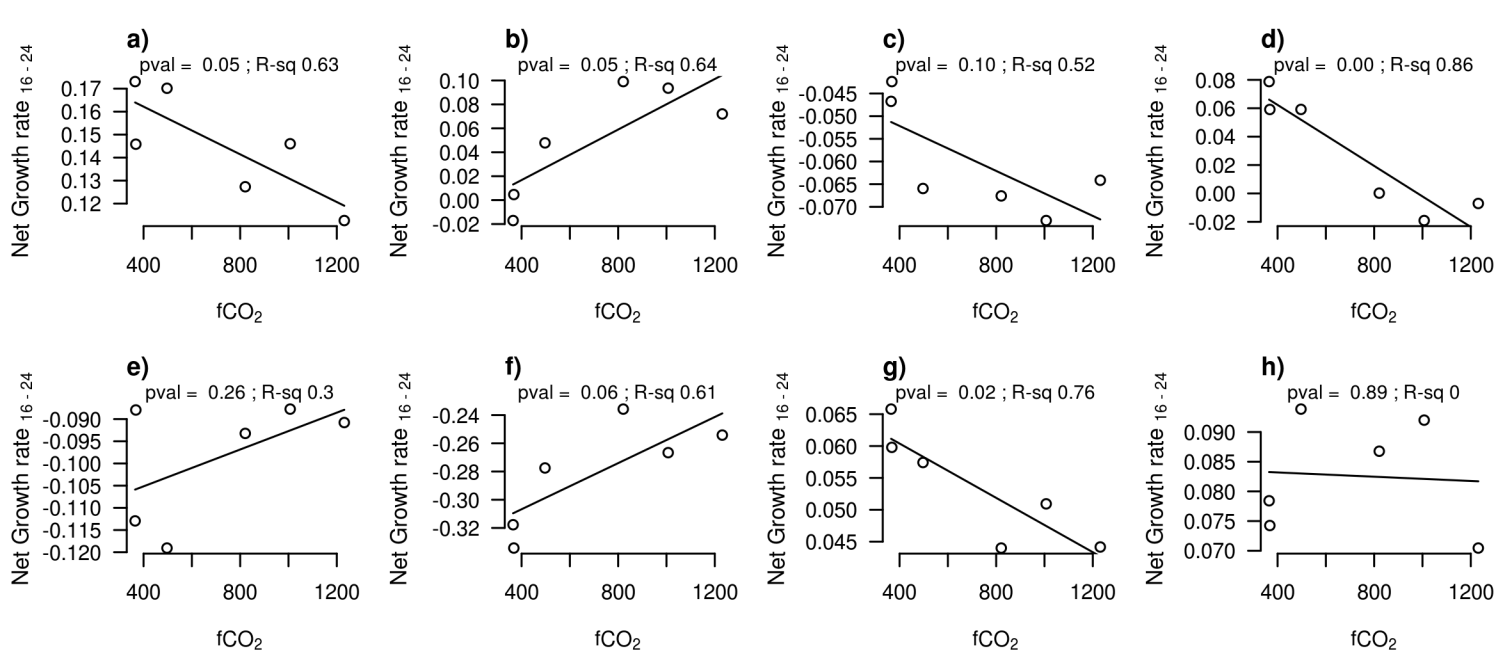 a)
pval = 0.05 ; R-sq 0.63
Net Growth rate 16 - 24
0.17
0.16
0.15
0.14
0.13
0.12
400 800 1200
fCO2
b)
pval = 0.05 ; R-sq 0.64
Net Growth rate 16 - 24
0.10
0.08
0.06
0.04
0.02
0.00
-0.02
400 800 1200
fCO2
c)
pval = 0.10 ; R-sq 0.52
Net Growth rate 16 - 24
-0.045
-0.050
-0.055
-0.060
-0.065
-0.070
400 800 1200
fCO2
d)
pval = 0.00 ; R-sq 0.86
Net Growth rate 16 - 24
0.08
0.06
0.04
0.02
0.00
-0.02
400 800 1200
fCO2
e)
pval = 0.26 ; R-sq 0.3
Net Growth rate 16 - 24
-0.090
-0.095
-0.100
-0.105
-0.110
-0.115
-0.120
400 800 1200
fCO2
f)
pval = 0.06 ; R-sq 0.61
Net Growth rate 16 - 24
-0.24
-0.26
-0.28
-0.30
-0.32
400 800 1200
fCO2
g)
pval = 0.02 ; R-sq 0.76
Net Growth rate 16 - 24
0.065
0.060
0.055
0.050
0.045
400 800 1200
fCO2
h)
pval = 0.89 ; R-sq 0
Net Growth rate 16 - 24
0.090
0.085
0.080
0.075
0.070
400 800 1200
fCO2